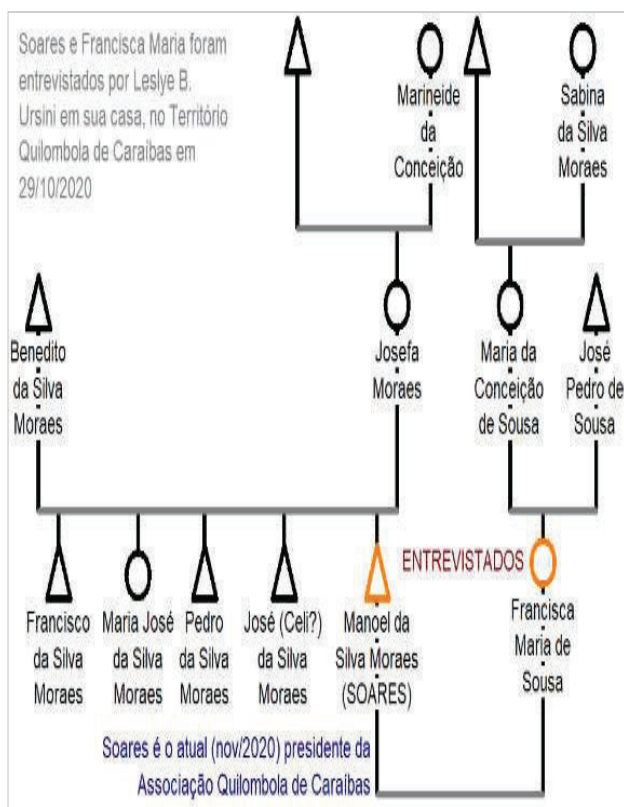 Soares e Francisca Maria foram
entrevistados por Leslye B.
Ursini em sua casa, no Território
Quilombola de Caraibas em
29/10/2020
Marineide
da
Conceição
Sabina
da Silva
Moraes
Benedito
da Silva
Moraes
Josefa
Moraes
Maria da
Conceição
de Sousa
José
Pedro de
Sousa
ENTREVISTADOS
Francisco
da Silva
Moraes
Maria José
da Silva
Moraes
Pedro
da Silva
Moraes
José (Celi?)
da Silva
Moraes
Manoel da
Silva Moraes
(SOARES)
Francisca
Maria de
Sousa
Soares é o atual (nov/2020) presidente da
Associação Quilombola de Caraibas